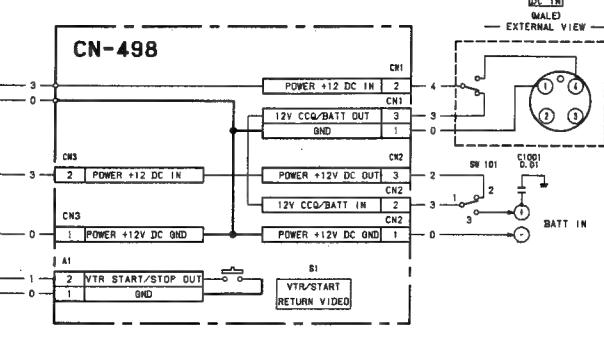 DC IN
(MALE)
EXTERNAL VIEW
CN-498
CN1
3 POWER +12 DC IN 2 4
0
CN1
12V CCQ/BATT OUT 3 3
GND 1 0
1 4
2 3
CN3
3 2 POWER +12 DC IN
CN2
POWER +12V DC OUT 3 2
SW 101
C1001
0.01
CN2
12V CCQ/BATT IN 2 3
1 2
3
+
BATT IN
-
CN3
0 1 POWER +12V DC GND
CN2
POWER +12V DC GND 1 0
A1
1 2 VTR START/STOP OUT
0 1 GND
S1
VTR/START
RETURN VIDEO